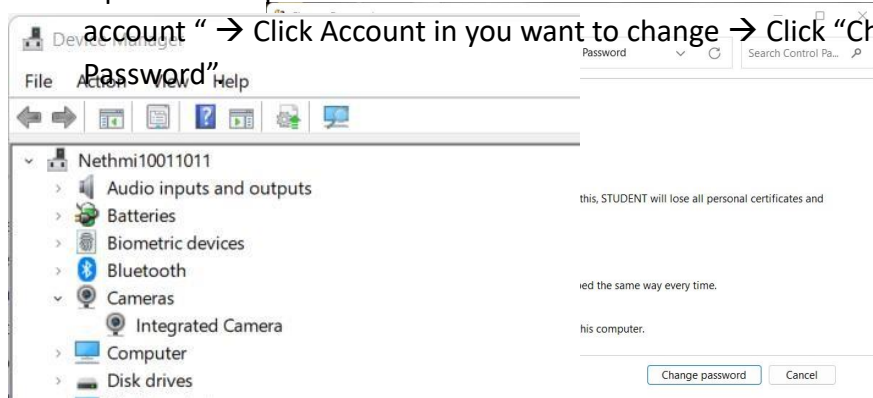 account “ → Click Account in you want to change → Click “Ch
Password”.
Device Manager
File Action View Help
Nethmi10011011
Audio inputs and outputs
Batteries
Biometric devices
Bluetooth
Cameras
Integrated Camera
Computer
Disk drives
Password
Search Control Pa...
this, STUDENT will lose all personal certificates and
the same way every time.
his computer.
Change password Cancel